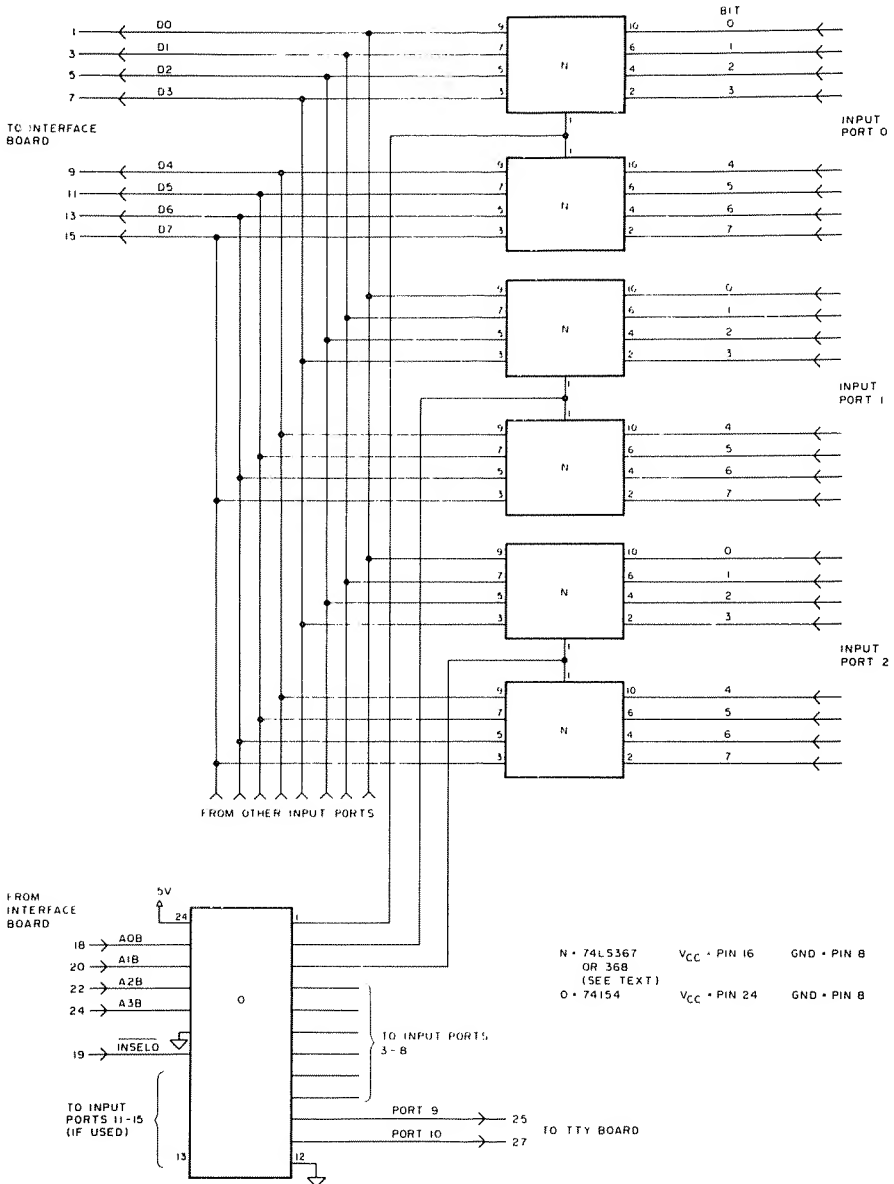 BIT
1 D0 9 N 10 0
3 D1 7 6 1
5 D2 5 4 2
7 D3 3 2 3
TO INTERFACE
BOARD
INPUT
PORT 0
1
1
9 D4 9 N 10 4
11 D5 7 6 5
13 D6 5 4 6
15 D7 3 2 7
9 N 10 0
7 6 1
5 4 2
3 2 3
INPUT
PORT 1
1
1
9 N 10 4
7 6 5
5 4 6
3 2 7
9 N 10 0
7 6 1
5 4 2
3 2 3
INPUT
PORT 2
1
1
9 N 10 4
7 6 5
5 4 6
3 2 7
FROM OTHER INPUT PORTS
FROM
INTERFACE
BOARD
5V
24 1
18 A0B
20 A1B
22 A2B
24 A3B
O
19 INSEL0
TO INPUT PORTS
3-8
TO INPUT
PORTS 11-15
(IF USED)
PORT 9 25
PORT 10 27
TO TTY BOARD
13 12
N = 74LS367 VCC = PIN 16 GND = PIN 8
OR 368
(SEE TEXT)
O = 74154 VCC = PIN 24 GND = PIN 8